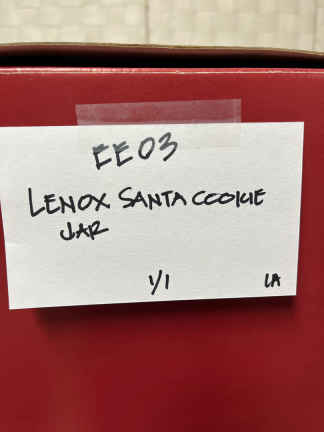 EE03
LENOX SANTA COOKIE
JAR
1/1
LA